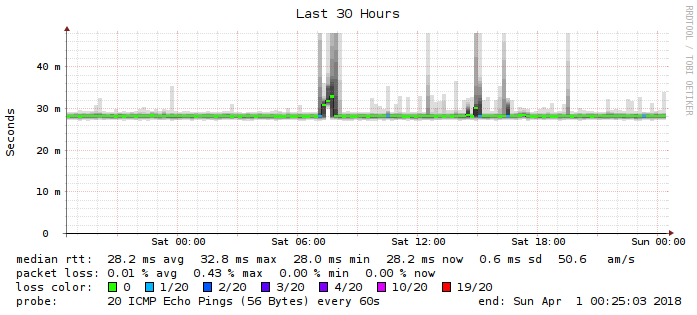 Last 30 Hours
RRDTOOL / TOBI OETIKER
Seconds
40 m
30 m
20 m
10 m
0
Sat 00:00 Sat 06:00 Sat 12:00 Sat 18:00 Sun 00:00
median rtt: 28.2 ms avg 32.8 ms max 28.0 ms min 28.2 ms now 0.6 ms sd 50.6 am/s
packet loss: 0.01 % avg 0.43 % max 0.00 % min 0.00 % now
loss color: 0 1/20 2/20 3/20 4/20 10/20 19/20
probe: 20 ICMP Echo Pings (56 Bytes) every 60s end: Sun Apr 1 00:25:03 2018